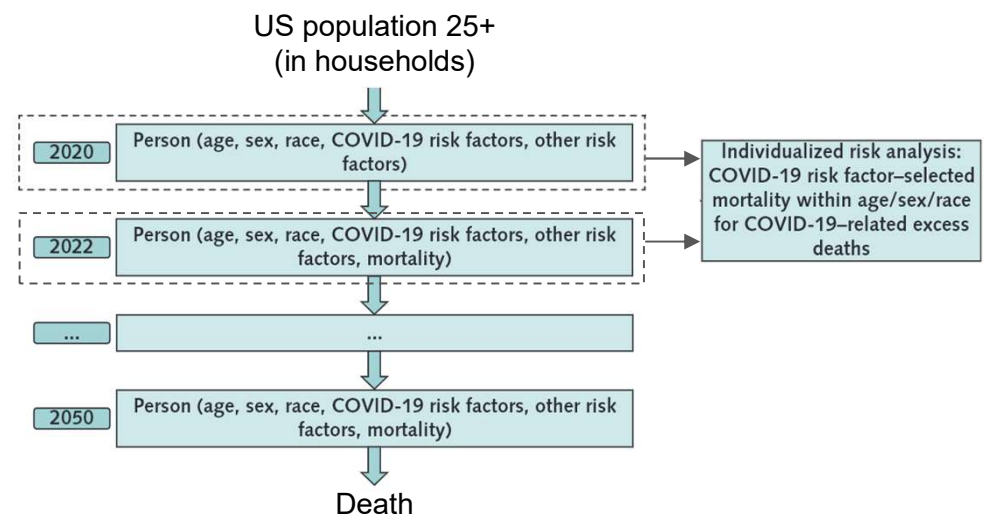 US population 25+
(in households)
2020
Person (age, sex, race, COVID-19 risk factors, other risk
factors)
Individualized risk analysis:
COVID-19 risk factor–selected
mortality within age/sex/race
for COVID-19–related excess
deaths
2022
Person (age, sex, race, COVID-19 risk factors, other risk
factors, mortality)
...
...
2050
Person (age, sex, race, COVID-19 risk factors, other risk
factors, mortality)
Death